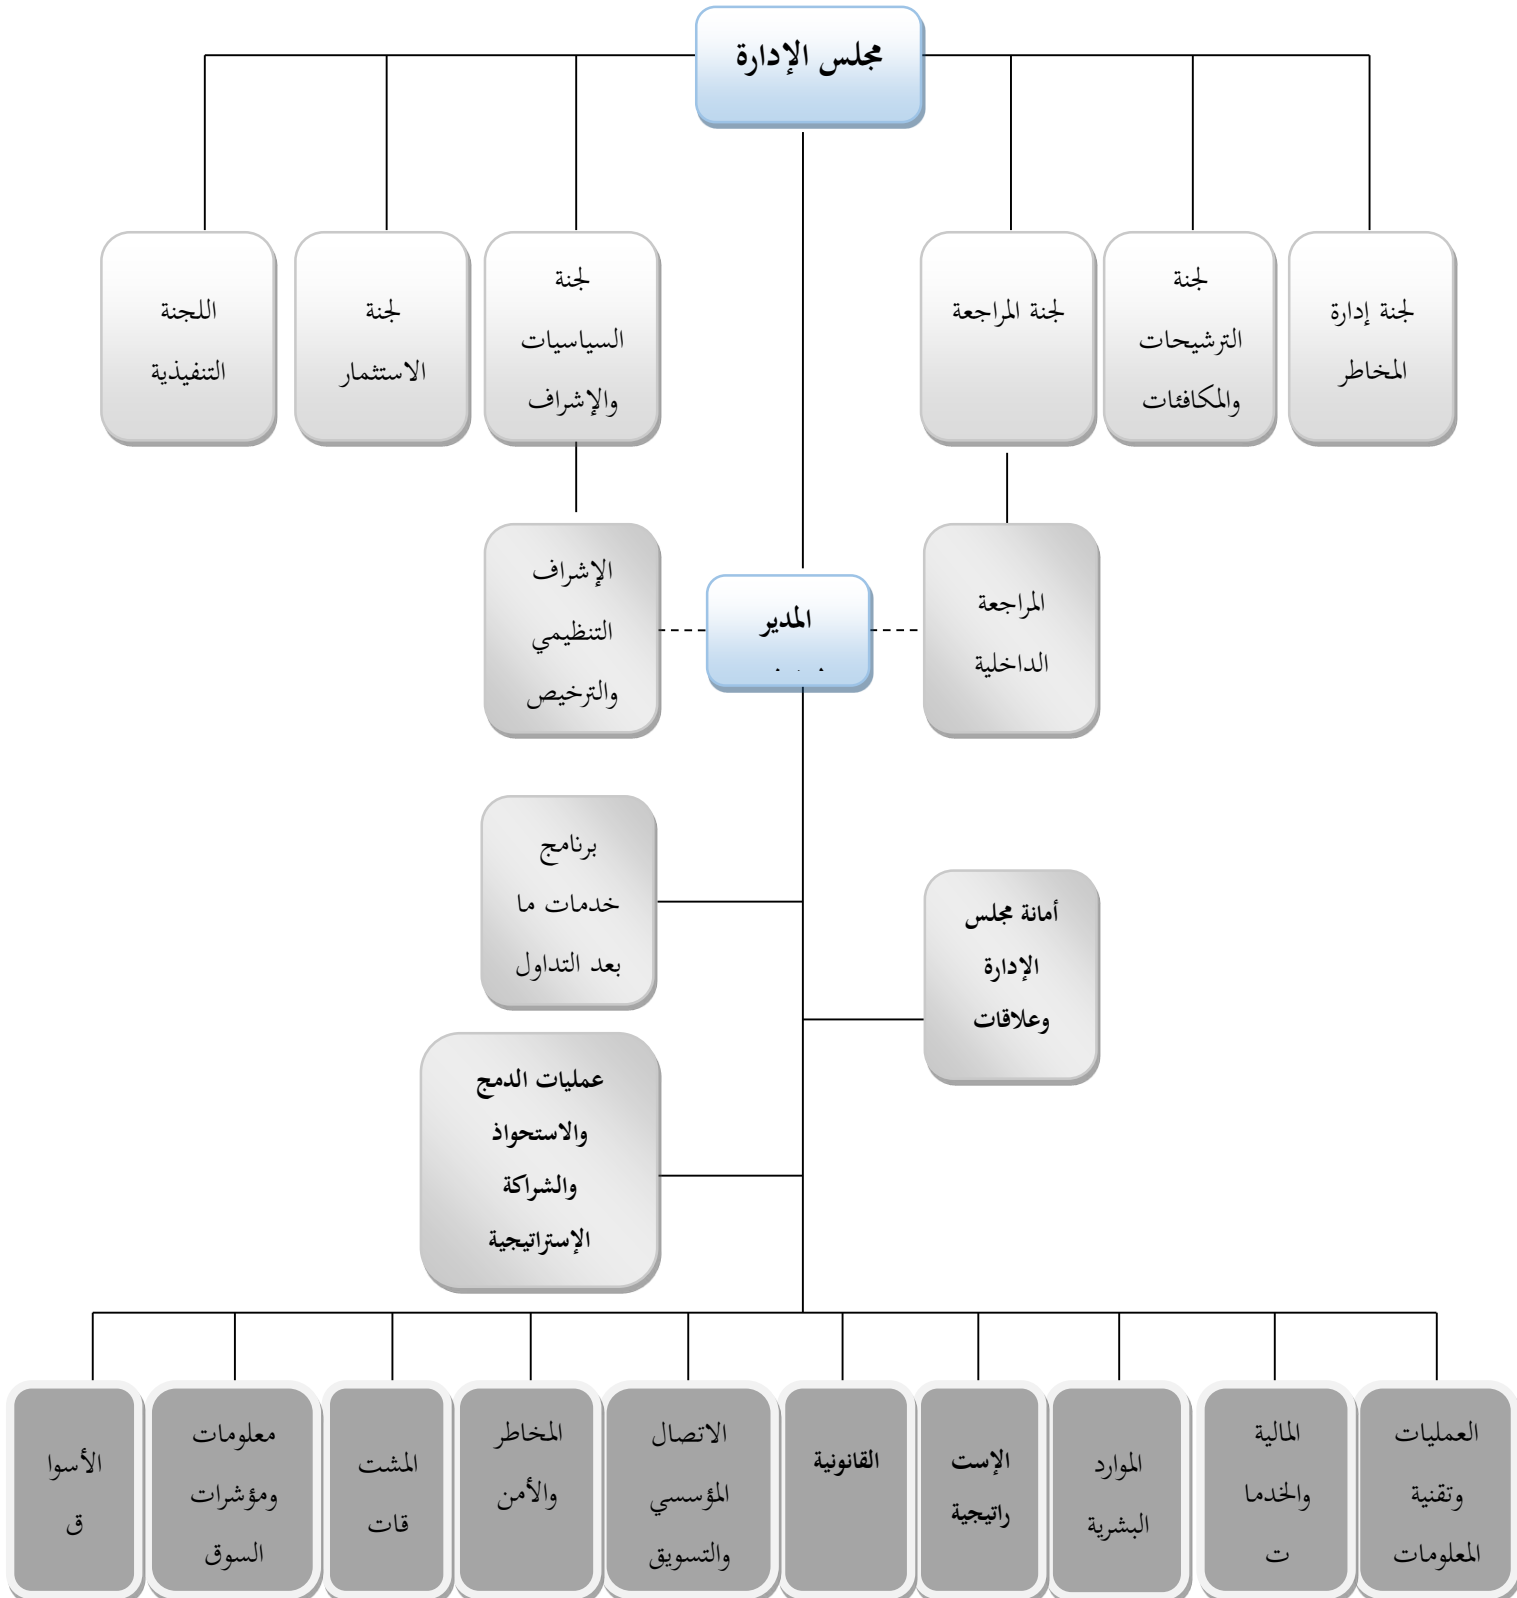 مجلس الإدارة
لجنة إدارة
المخاطر
لجنة
الترشيحات
والمكافئات
لجنة المراجعة
لجنة
السياسيات
والإشراف
لجنة
الاستثمار
اللجنة
التنفيذية
المراجعة
الداخلية
المدير
الإشراف
التنظيمي
والترخيص
برنامج
خدمات ما
بعد التداول
أمانة مجلس
الإدارة
وعلاقات
عمليات الدمج
والاستحواذ
والشراكة
الإستراتيجية
العمليات
وتقنية
المعلومات
المالية
والخدما
ت
الموارد
البشرية
الإست
راتيجية
القانونية
الاتصال
المؤسسي
والتسويق
المخاطر
والأمن
المشت
قات
معلومات
ومؤشرات
السوق
الأسوا
ق